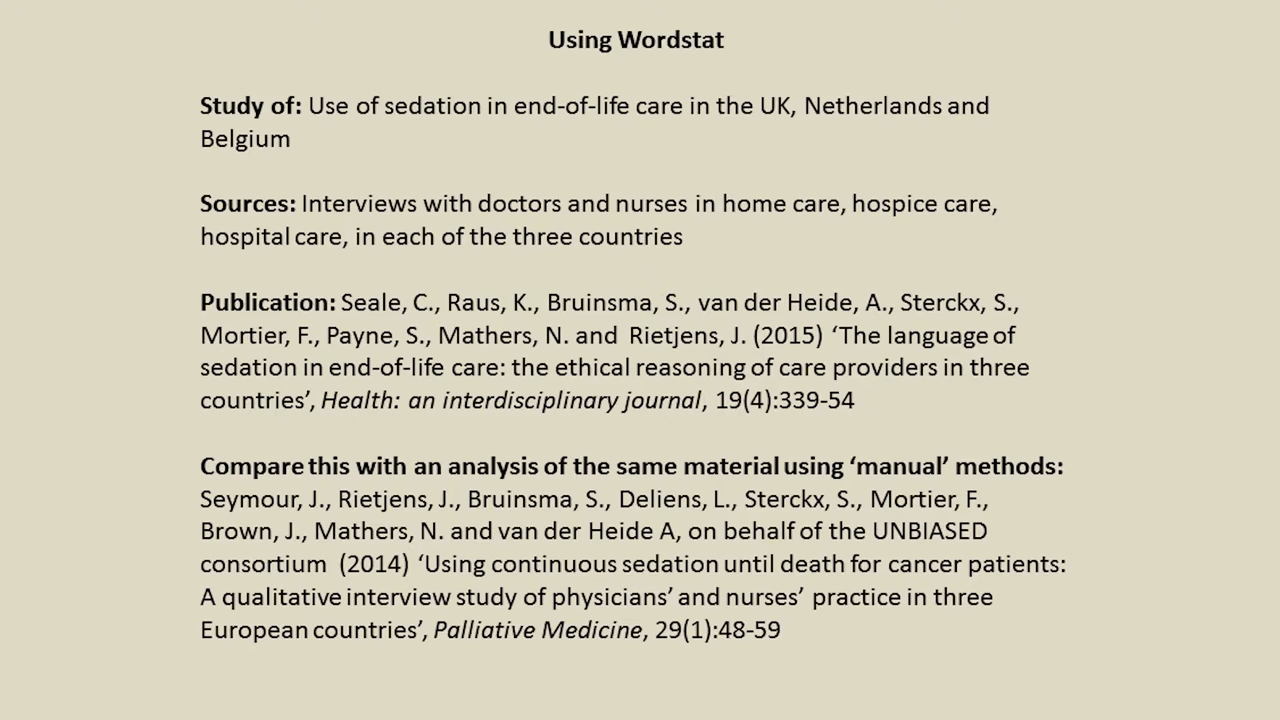 Using Wordstat
Study of: Use of sedation in end-of-life care in the UK, Netherlands and
Belgium
Sources: Interviews with doctors and nurses in home care, hospice care,
hospital care, in each of the three countries
Publication: Seale, C., Raus, K., Bruinsma, S., van der Heide, A., Sterckx, S.,
Mortier, F., Payne, S., Mathers, N. and Rietjens, J. (2015) ‘The language of
sedation in end-of-life care: the ethical reasoning of care providers in three
countries’, Health: an interdisciplinary journal, 19(4):339-54
Compare this with an analysis of the same material using ‘manual’ methods:
Seymour, J., Rietjens, J., Bruinsma, S., Deliens, L., Sterckx, S., Mortier, F.,
Brown, J., Mathers, N. and van der Heide A, on behalf of the UNBIASED
consortium (2014) ‘Using continuous sedation until death for cancer patients:
A qualitative interview study of physicians’ and nurses’ practice in three
European countries’, Palliative Medicine, 29(1):48-59